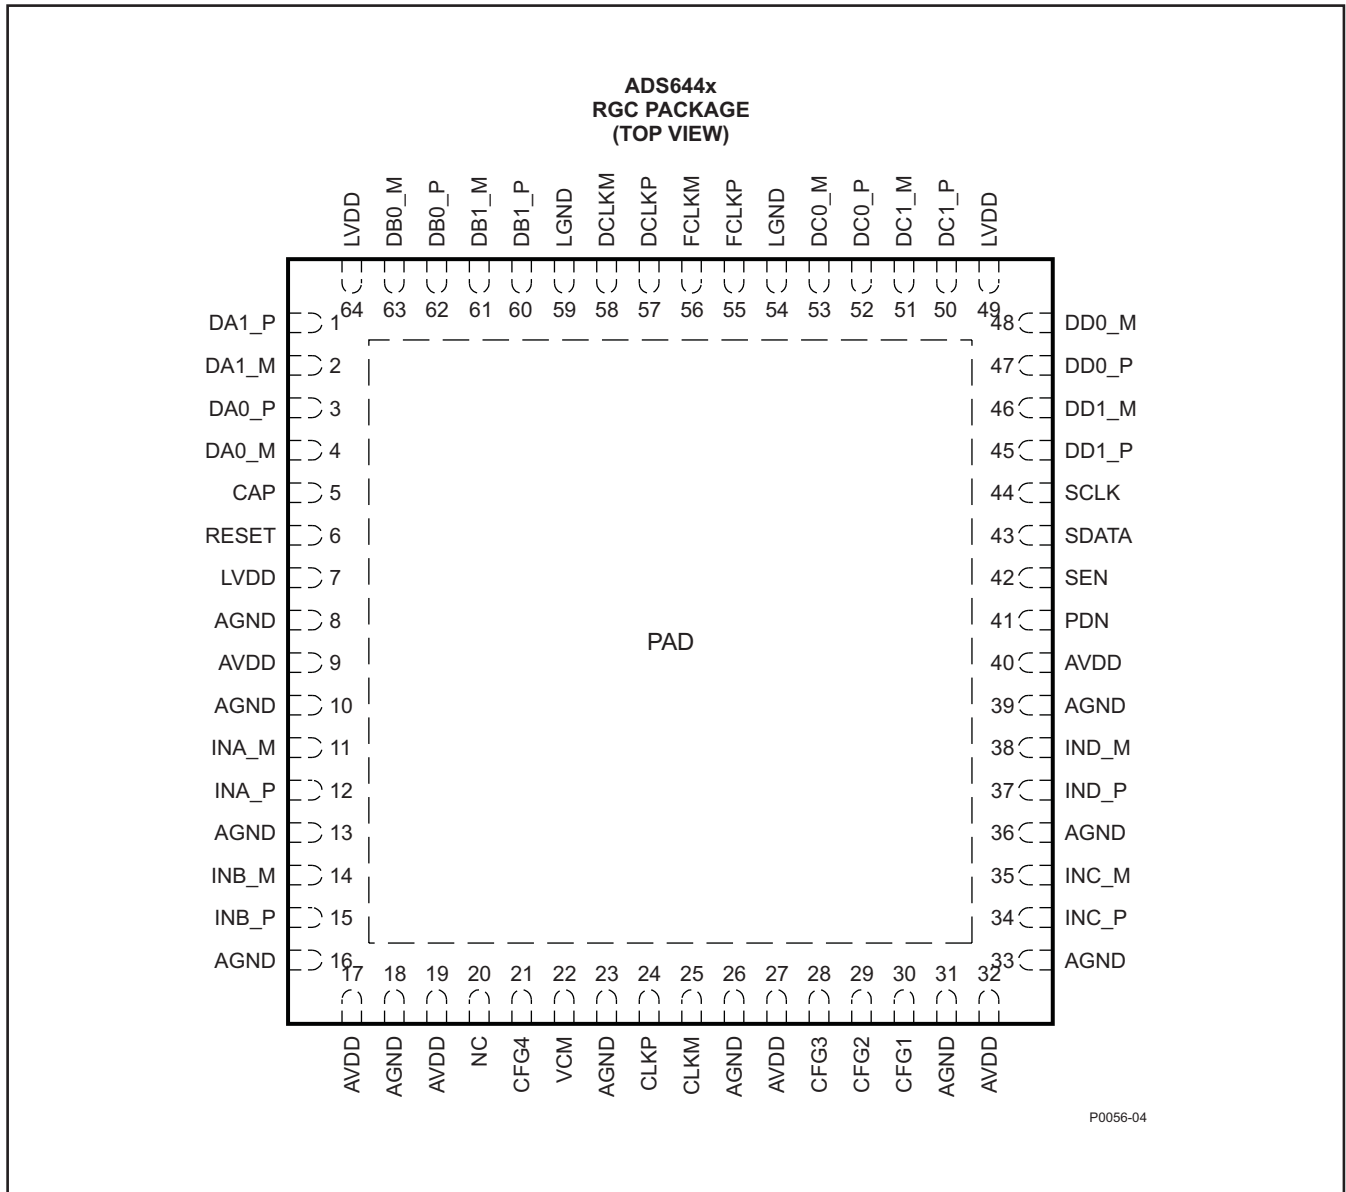 ADS644x
RGC PACKAGE
(TOP VIEW)
LVDD
DB0_M
DB0_P
DB1_M
DB1_P
LGND
DCLKM
DCLKP
FCLKM
FCLKP
LGND
DC0_M
DC0_P
DC1_M
DC1_P
LVDD
64 63 62 61 60 59 58 57 56 55 54 53 52 51 50 49
DA1_P 1
DA1_M 2
DA0_P 3
DA0_M 4
CAP 5
RESET 6
LVDD 7
AGND 8
AVDD 9
AGND 10
INA_M 11
INA_P 12
AGND 13
INB_M 14
INB_P 15
AGND 16
PAD
48 DD0_M
47 DD0_P
46 DD1_M
45 DD1_P
44 SCLK
43 SDATA
42 SEN
41 PDN
40 AVDD
39 AGND
38 IND_M
37 IND_P
36 AGND
35 INC_M
34 INC_P
33 AGND
17 18 19 20 21 22 23 24 25 26 27 28 29 30 31 32
AVDD
AGND
AVDD
NC
CFG4
VCM
AGND
CLKP
CLKM
AGND
AVDD
CFG3
CFG2
CFG1
AGND
AVDD
P0056-04